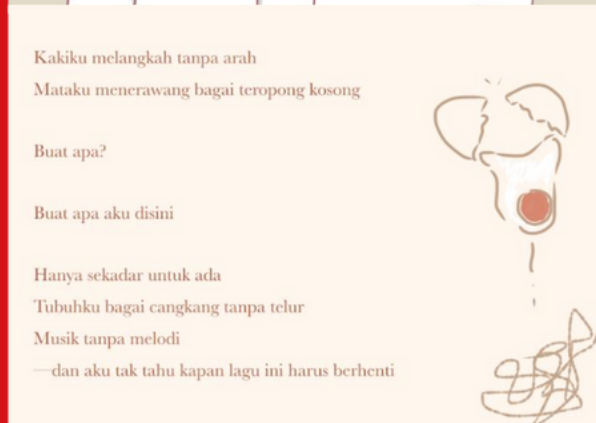 Kakiku melangkah tanpa arah
Mataku menerawang bagai teropong kosong
Buat apa?
Buat apa aku disini
Hanya sekadar untuk ada
Tubuhku bagai cangkang tanpa telur
Musik tanpa melodi
—dan aku tak tahu kapan lagu ini harus berhenti